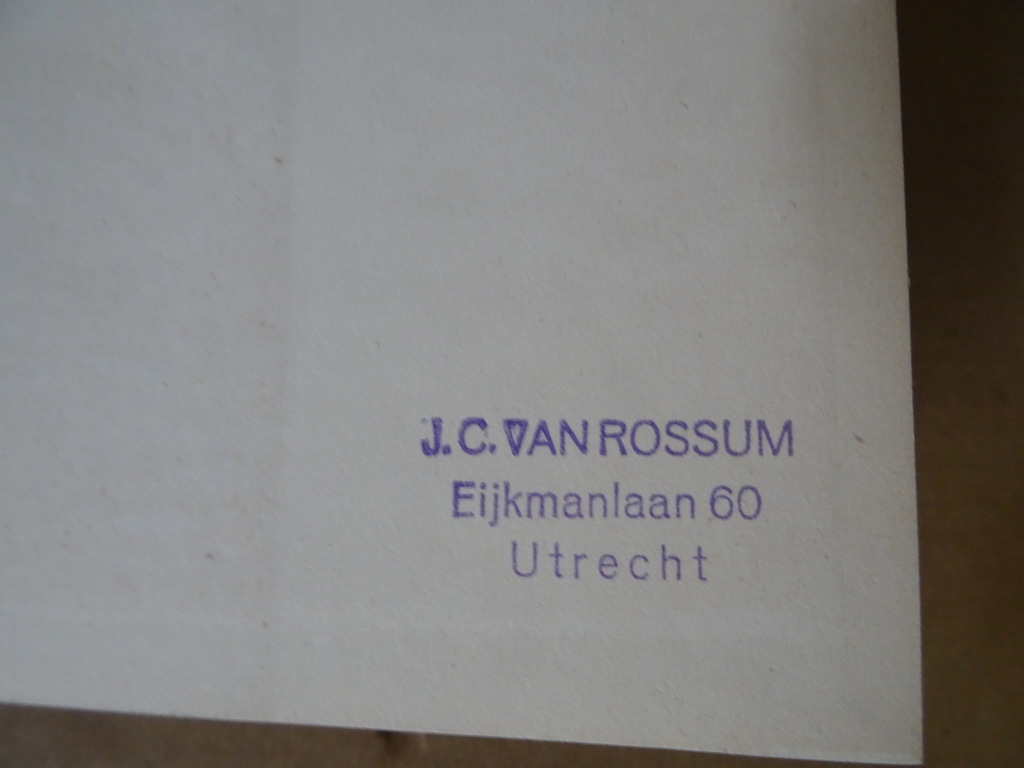 J.C. VAN ROSSUM
Eijkmanlaan 60
Utrecht